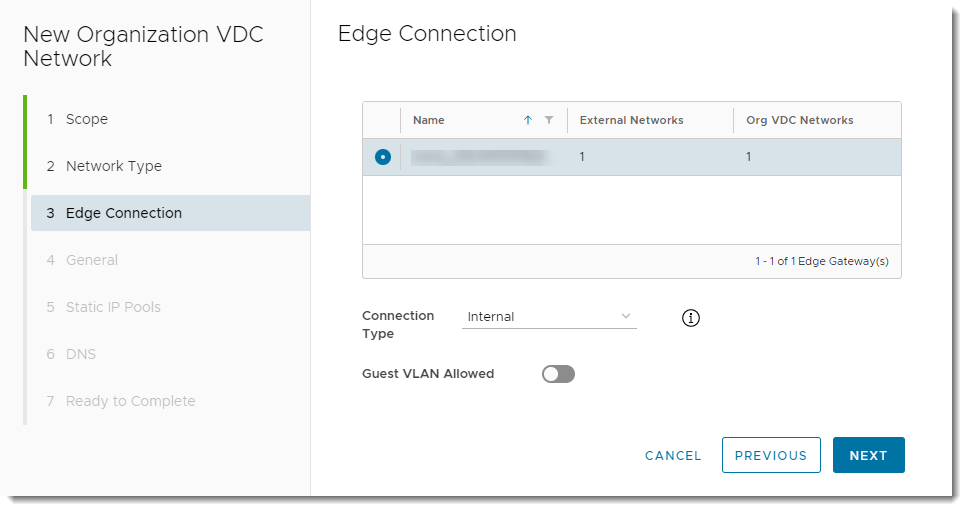 New Organization VDC
Network
1 Scope
2 Network Type
3 Edge Connection
4 General
5 Static IP Pools
6 DNS
7 Ready to Complete
Edge Connection
Name External Networks Org VDC Networks
1 1
1 - 1 of 1 Edge Gateway(s)
Connection
Type
Internal
Guest VLAN Allowed
CANCEL PREVIOUS NEXT